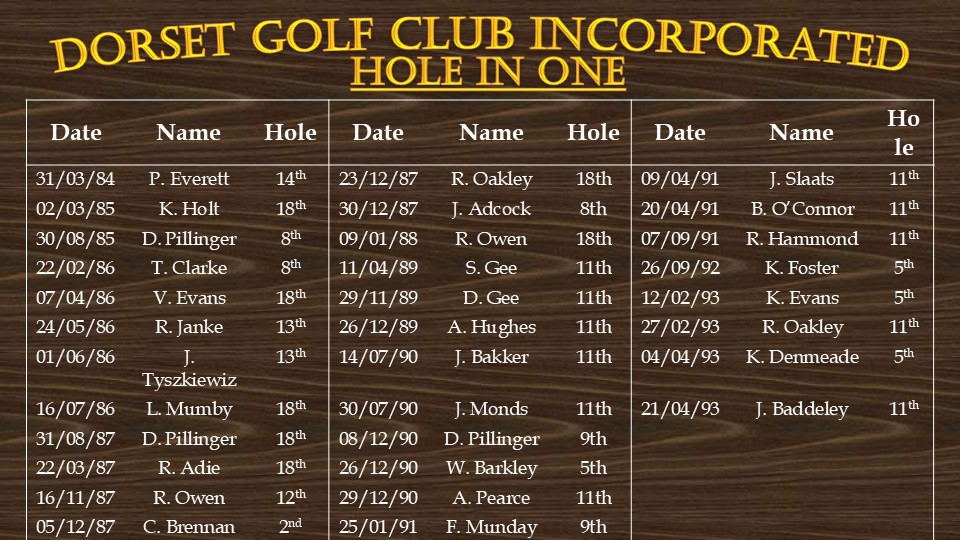 DORSET GOLF CLUB INCORPORATED
HOLE IN ONE
Date Name Hole Date Name Hole Date Name Ho
le
31/03/84 P. Everett 14th 23/12/87 R. Oakley 18th 09/04/91 J. Slaats 11th
02/03/85 K. Holt 18th 30/12/87 J. Adcock 8th 20/04/91 B. O’Connor 11th
30/08/85 D. Pillinger 8th 09/01/88 R. Owen 18th 07/09/91 R. Hammond 11th
22/02/86 T. Clarke 8th 11/04/89 S. Gee 11th 26/09/92 K. Foster 5th
07/04/86 V. Evans 18th 29/11/89 D. Gee 11th 12/02/93 K. Evans 5th
24/05/86 R. Janke 13th 26/12/89 A. Hughes 11th 27/02/93 R. Oakley 11th
01/06/86 J. 13th 14/07/90 J. Bakker 11th 04/04/93 K. Denmeade 5th
Tyszkiewiz
16/07/86 L. Mumby 18th 30/07/90 J. Monds 11th 21/04/93 J. Baddeley 11th
31/08/87 D. Pillinger 18th 08/12/90 D. Pillinger 9th
22/03/87 R. Adie 18th 26/12/90 W. Barkley 5th
16/11/87 R. Owen 12th 29/12/90 A. Pearce 11th
05/12/87 C. Brennan 2nd 25/01/91 F. Munday 9th